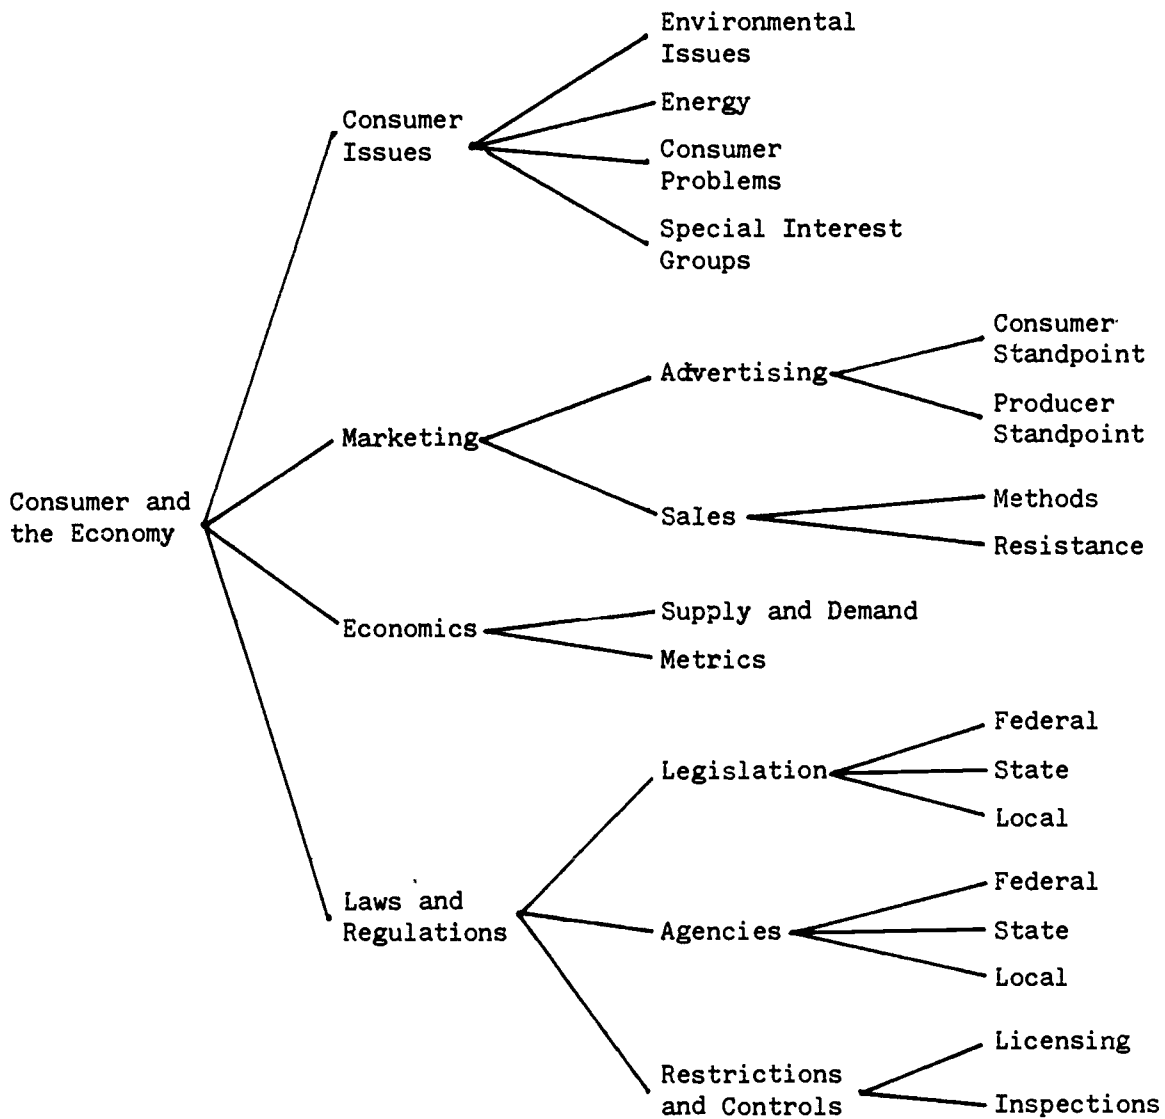 Environmental
Issues
Energy
Consumer
Issues
Consumer
Problems
Special Interest
Groups
Consumer
Standpoint
Advertising
Producer
Standpoint
Marketing
Consumer and
the Economy
Methods
Sales
Resistance
Supply and Demand
Economics
Metrics
Federal
Legislation
State
Local
Federal
Laws and
Regulations
Agencies
State
Local
Licensing
Restrictions
and Controls
Inspections